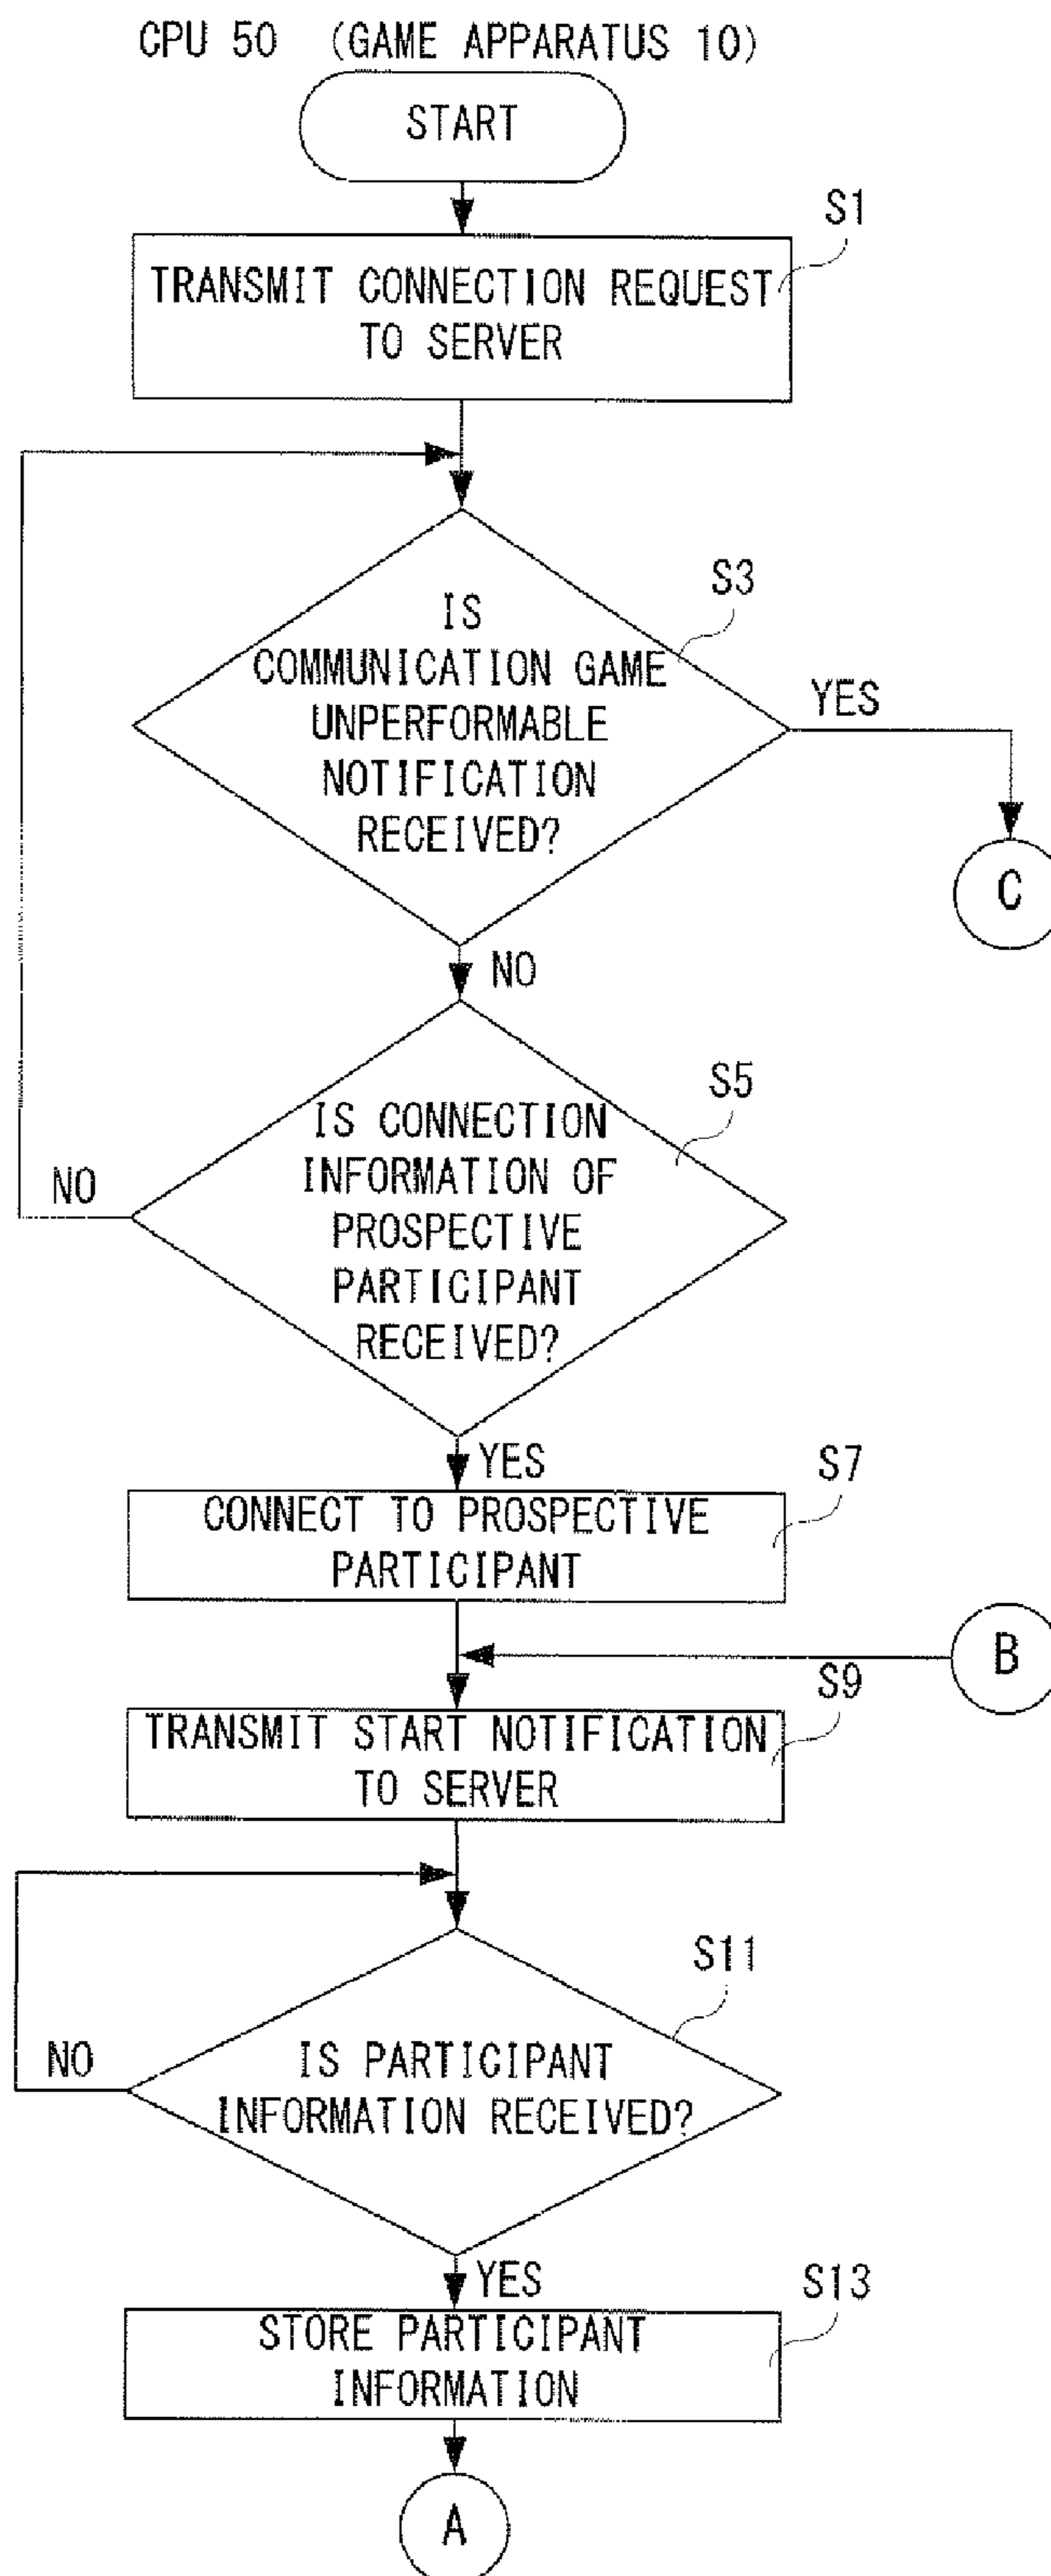 CPU 50 (GAME APPARATUS 10)
START
S1
TRANSMIT CONNECTION REQUEST
TO SERVER
S3
IS
COMMUNICATION GAME
UNPERFORMABLE
NOTIFICATION
RECEIVED?
YES
C
NO
S5
IS CONNECTION
INFORMATION OF
PROSPECTIVE
PARTICIPANT
RECEIVED?
NO
YES
S7
CONNECT TO PROSPECTIVE
PARTICIPANT
B
S9
TRANSMIT START NOTIFICATION
TO SERVER
S11
IS PARTICIPANT
INFORMATION RECEIVED?
NO
YES
S13
STORE PARTICIPANT
INFORMATION
A